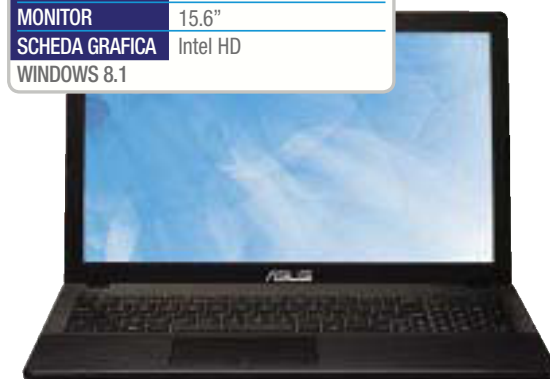 MONITOR 15.6”
SCHEDA GRAFICA Intel HD
WINDOWS 8.1
ASUS